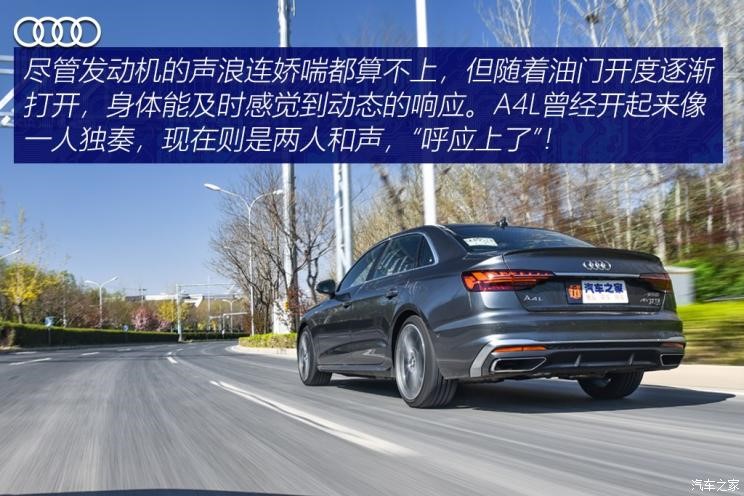 尽管发动机的声浪连娇喘都算不上，但随着油门开度逐渐
打开，身体能及时感觉到动态的响应。A4L曾经开起来像
一人独奏，现在则是两人和声，“呼应上了”！
A4L
汽车之家
汽车之家